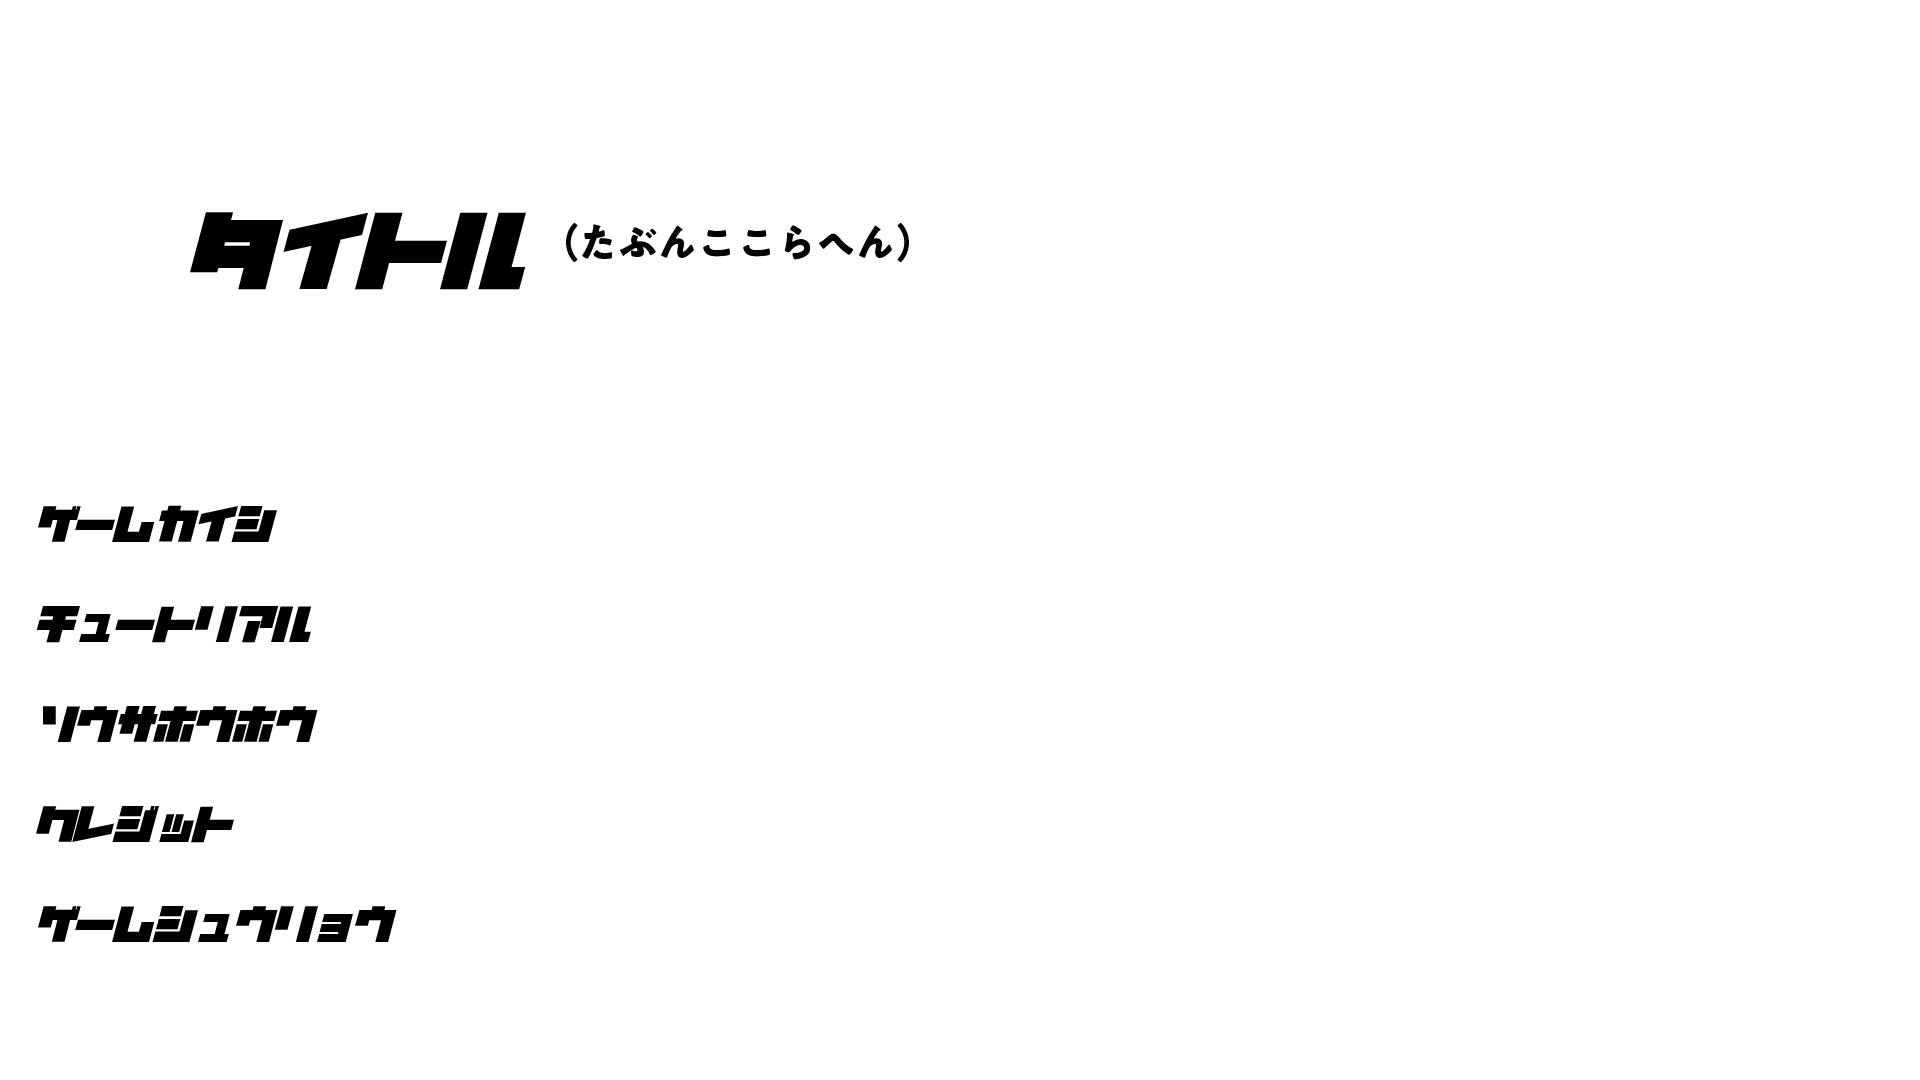 タイトル（たぶんここらへん）
ゲームカイシ
チュートリアル
ソウサホウホウ
クレジット
ゲームシュウリョウ